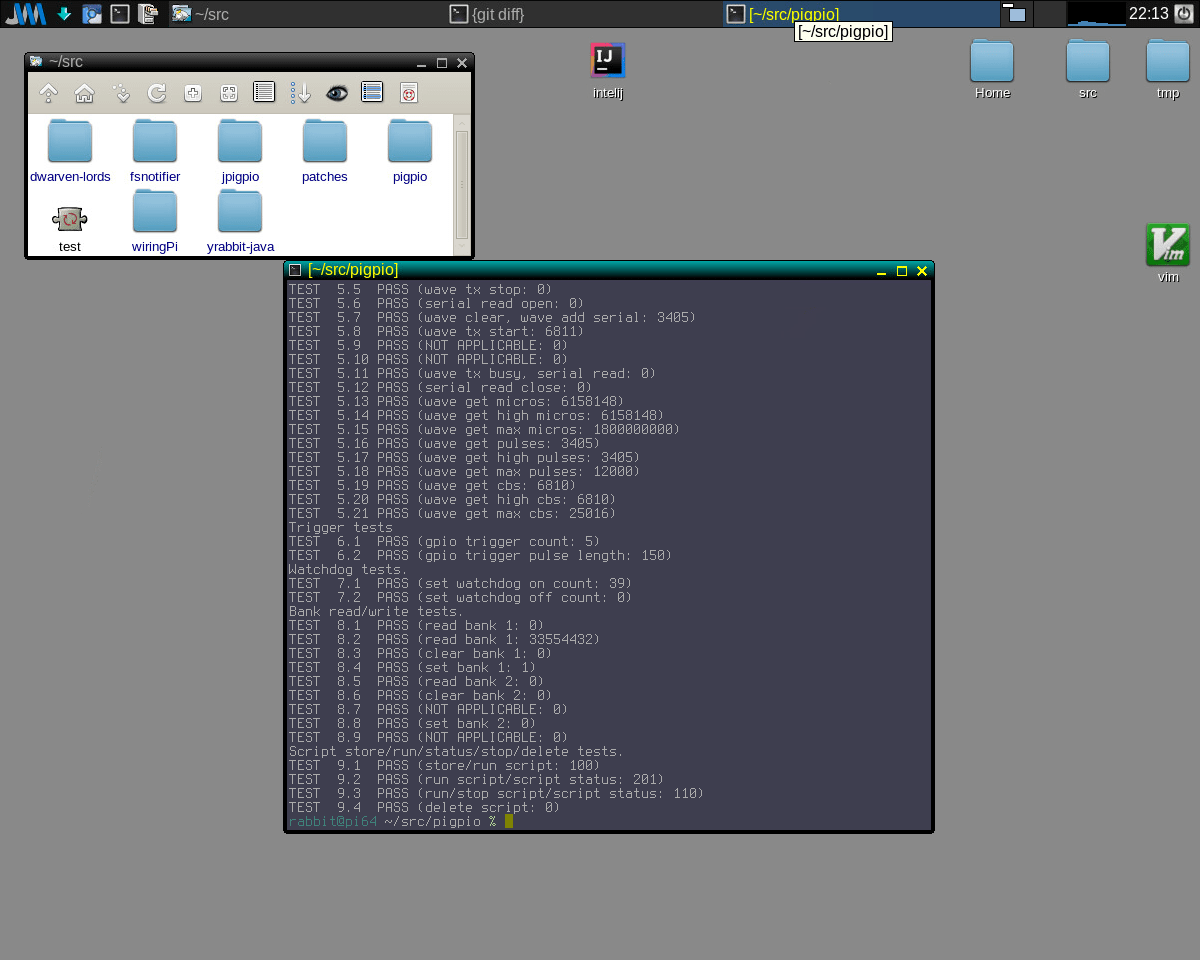 ~/src
{git diff}
[~/src/pigpio]
22:13
[~/src/pigpio]
~/src
IJ
intelij
Home
src
tmp
dwarven-lords
fsnotifier
jpigpio
patches
pigpio
test
wiringPi
yrabbit-java
Vim
vim
[~/src/pigpio]
TEST  5.5  PASS (wave tx stop: 0)
TEST  5.6  PASS (serial read open: 0)
TEST  5.7  PASS (wave clear, wave add serial: 3405)
TEST  5.8  PASS (wave tx start: 6811)
TEST  5.9  PASS (NOT APPLICABLE: 0)
TEST  5.10 PASS (NOT APPLICABLE: 0)
TEST  5.11 PASS (wave tx busy, serial read: 0)
TEST  5.12 PASS (serial read close: 0)
TEST  5.13 PASS (wave get micros: 6158148)
TEST  5.14 PASS (wave get high micros: 6158148)
TEST  5.15 PASS (wave get max micros: 1800000000)
TEST  5.16 PASS (wave get pulses: 3405)
TEST  5.17 PASS (wave get high pulses: 3405)
TEST  5.18 PASS (wave get max pulses: 12000)
TEST  5.19 PASS (wave get cbs: 6810)
TEST  5.20 PASS (wave get high cbs: 6810)
TEST  5.21 PASS (wave get max cbs: 25016)
Trigger tests
TEST  6.1  PASS (gpio trigger count: 5)
TEST  6.2  PASS (gpio trigger pulse length: 150)
Watchdog tests.
TEST  7.1  PASS (set watchdog on count: 39)
TEST  7.2  PASS (set watchdog off count: 0)
Bank read/write tests.
TEST  8.1  PASS (read bank 1: 0)
TEST  8.2  PASS (read bank 1: 33554432)
TEST  8.3  PASS (clear bank 1: 0)
TEST  8.4  PASS (set bank 1: 1)
TEST  8.5  PASS (read bank 2: 0)
TEST  8.6  PASS (clear bank 2: 0)
TEST  8.7  PASS (NOT APPLICABLE: 0)
TEST  8.8  PASS (set bank 2: 0)
TEST  8.9  PASS (NOT APPLICABLE: 0)
Script store/run/status/stop/delete tests.
TEST  9.1  PASS (store/run script: 100)
TEST  9.2  PASS (run script/script status: 201)
TEST  9.3  PASS (run/stop script/script status: 110)
TEST  9.4  PASS (delete script: 0)
rabbit@pi64 ~/src/pigpio %